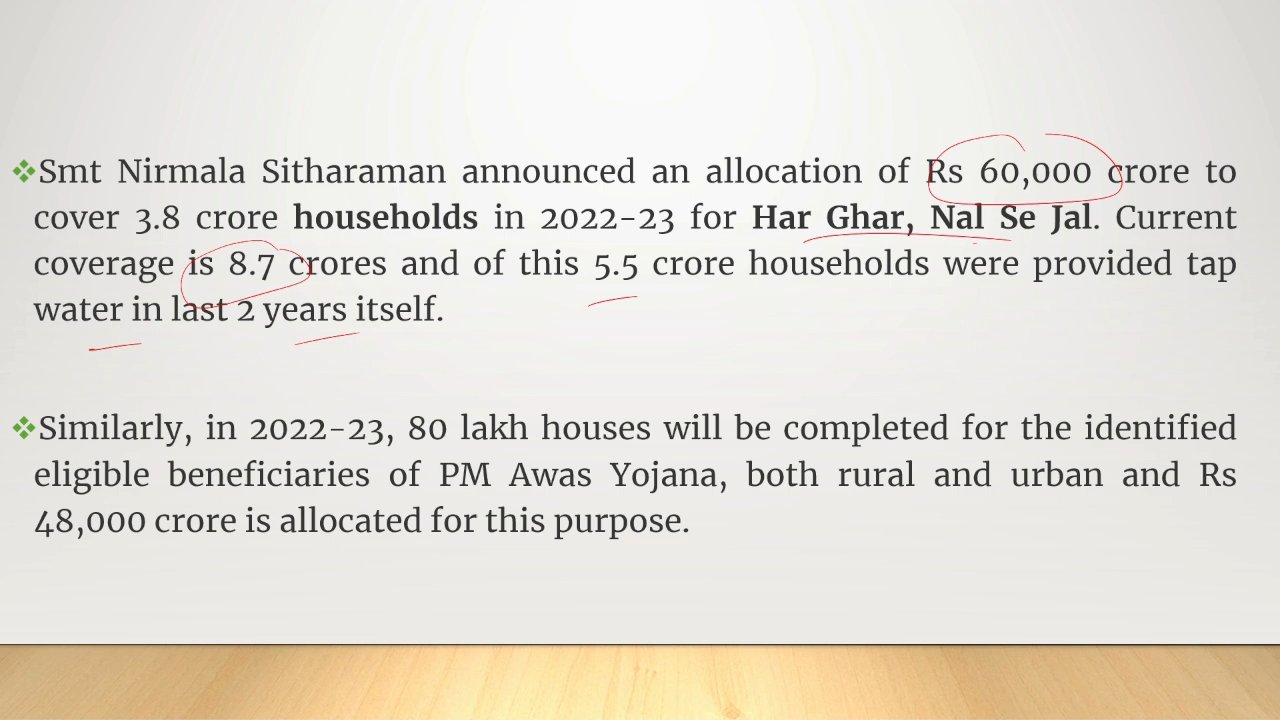 ❖Smt Nirmala Sitharaman announced an allocation of Rs 60,000 crore to
cover 3.8 crore households in 2022-23 for Har Ghar, Nal Se Jal. Current
coverage is 8.7 crores and of this 5.5 crore households were provided tap
water in last 2 years itself.
❖Similarly, in 2022-23, 80 lakh houses will be completed for the identified
eligible beneficiaries of PM Awas Yojana, both rural and urban and Rs
48,000 crore is allocated for this purpose.